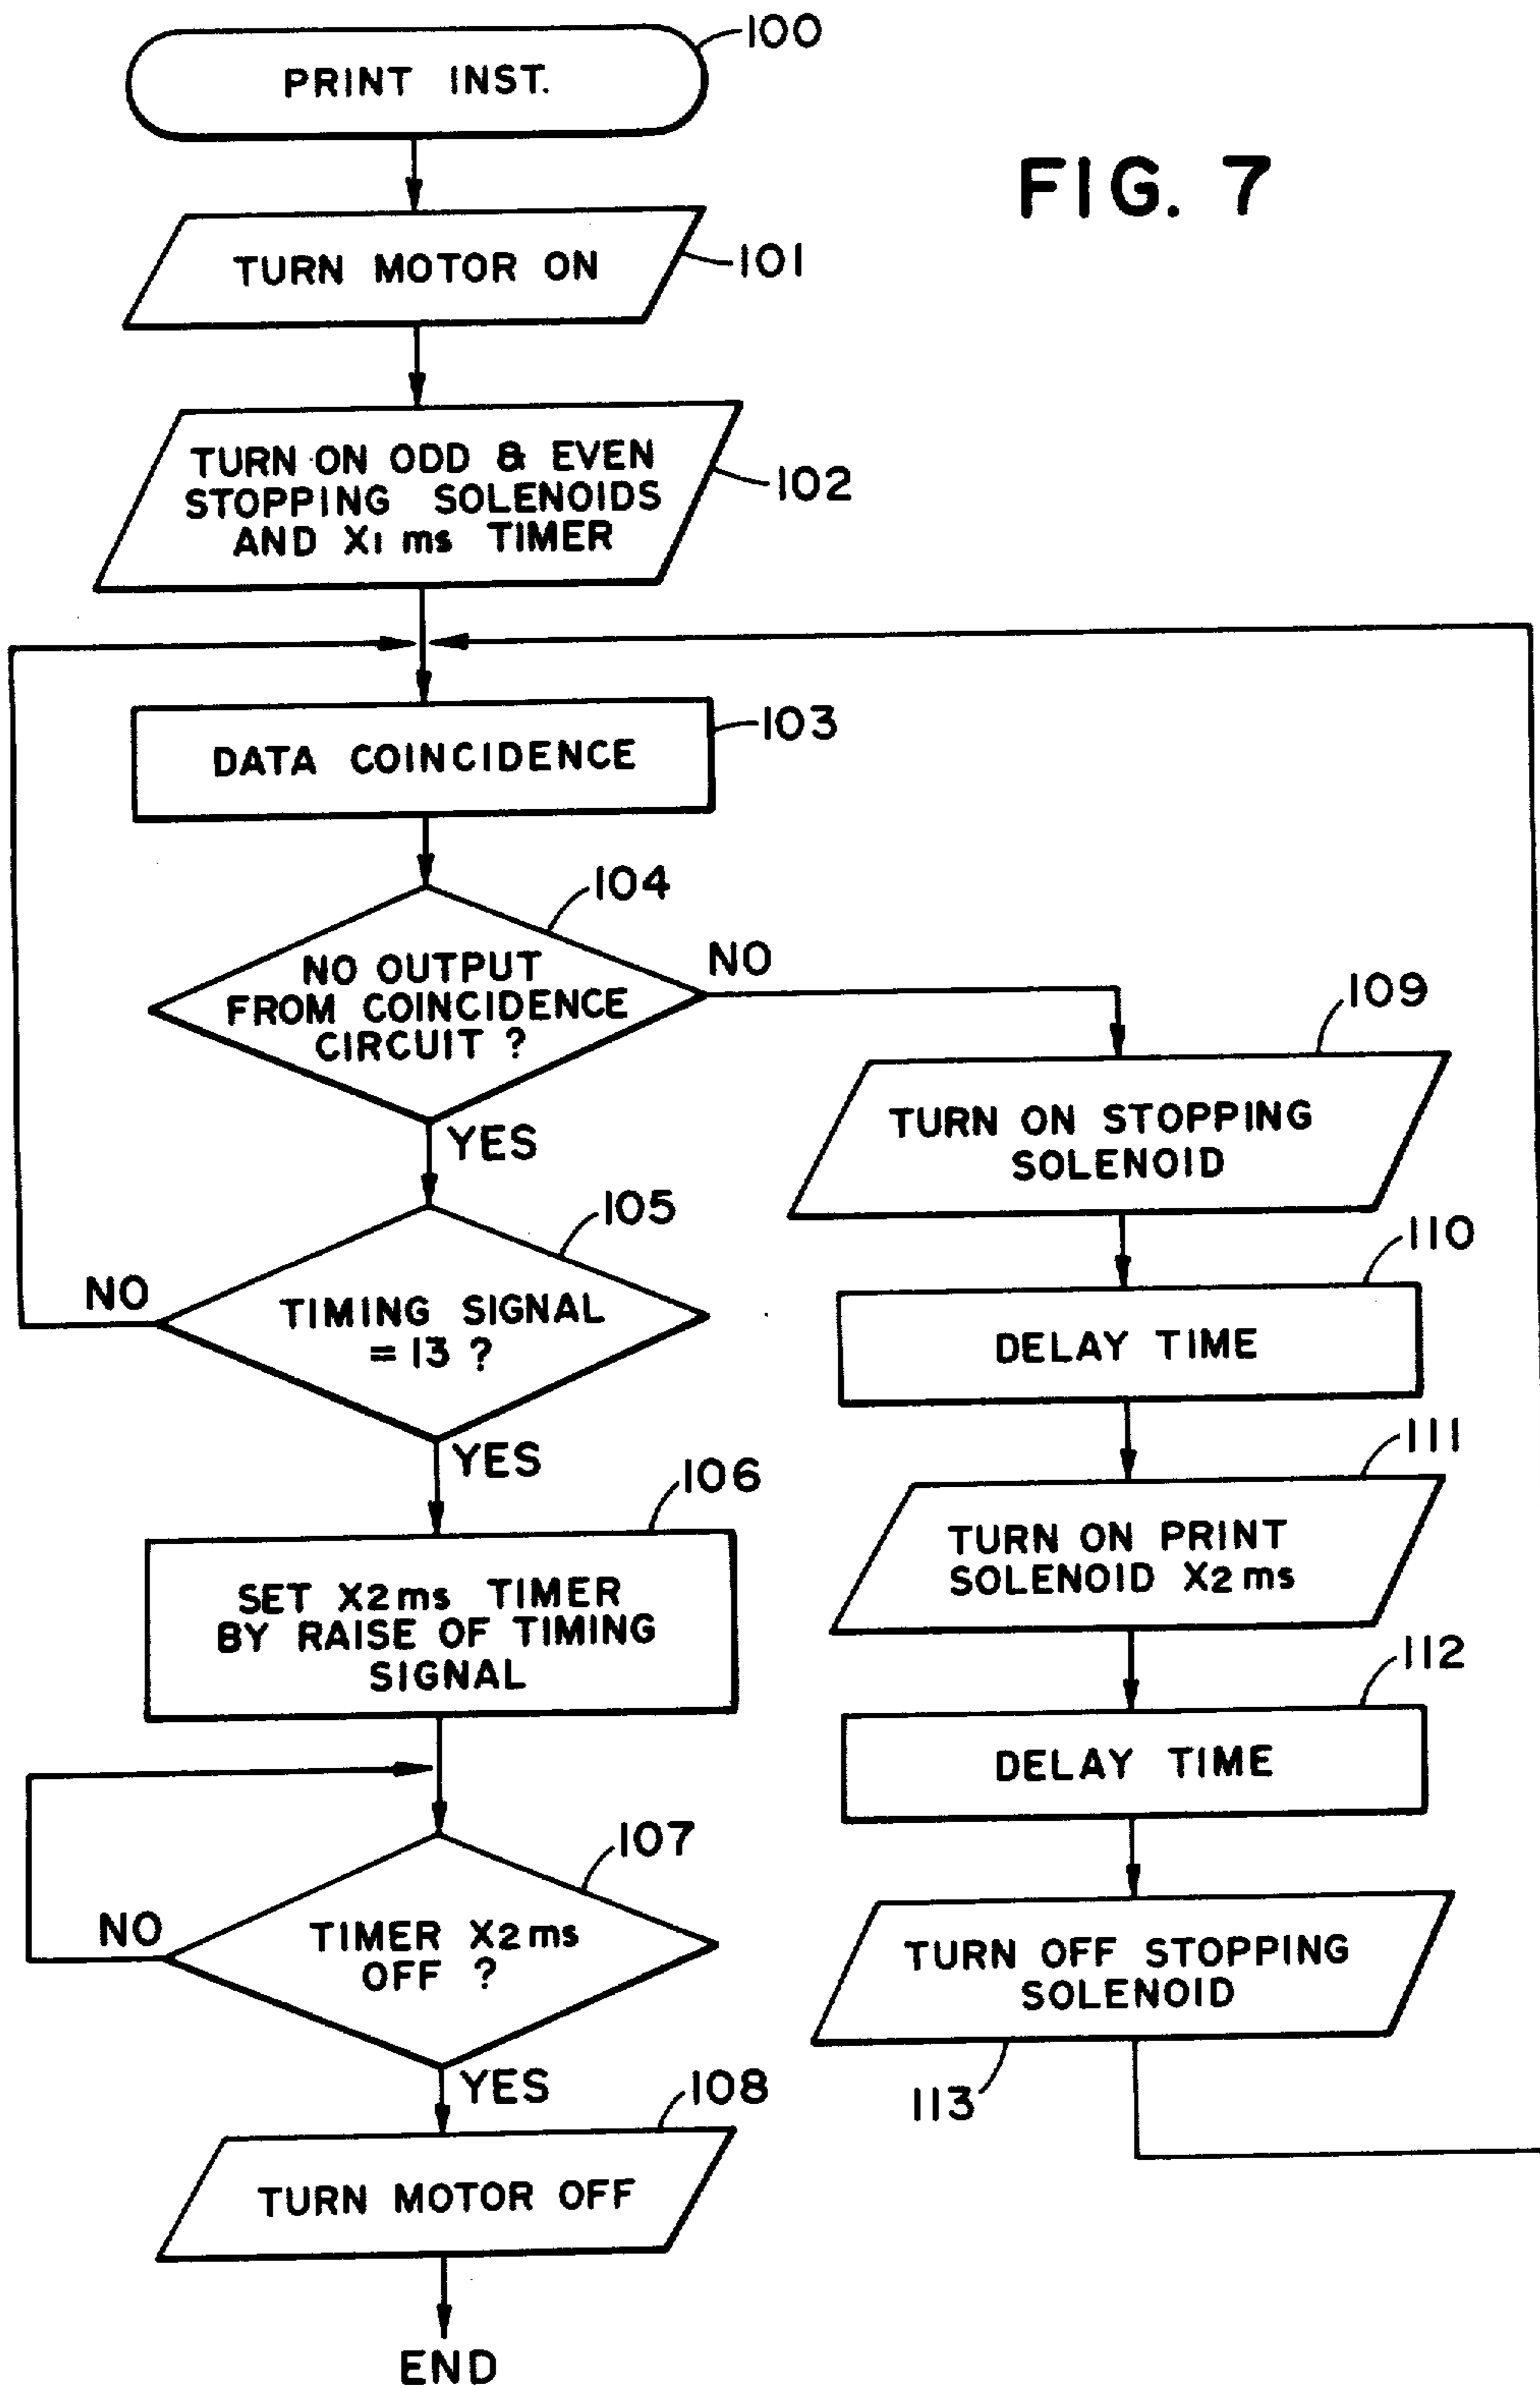 100
PRINT INST.
FIG. 7
TURN MOTOR ON
101
TURN ON ODD & EVEN
STOPPING SOLENOIDS
AND X1 ms TIMER
102
DATA COINCIDENCE
103
104
NO OUTPUT
FROM COINCIDENCE
CIRCUIT ?
NO
YES
105
TIMING SIGNAL
= 13 ?
NO
YES
106
SET X2 ms TIMER
BY RAISE OF TIMING
SIGNAL
107
TIMER X2 ms
OFF ?
NO
YES
108
TURN MOTOR OFF
END
109
TURN ON STOPPING
SOLENOID
110
DELAY TIME
111
TURN ON PRINT
SOLENOID X2 ms
112
DELAY TIME
TURN OFF STOPPING
SOLENOID
113